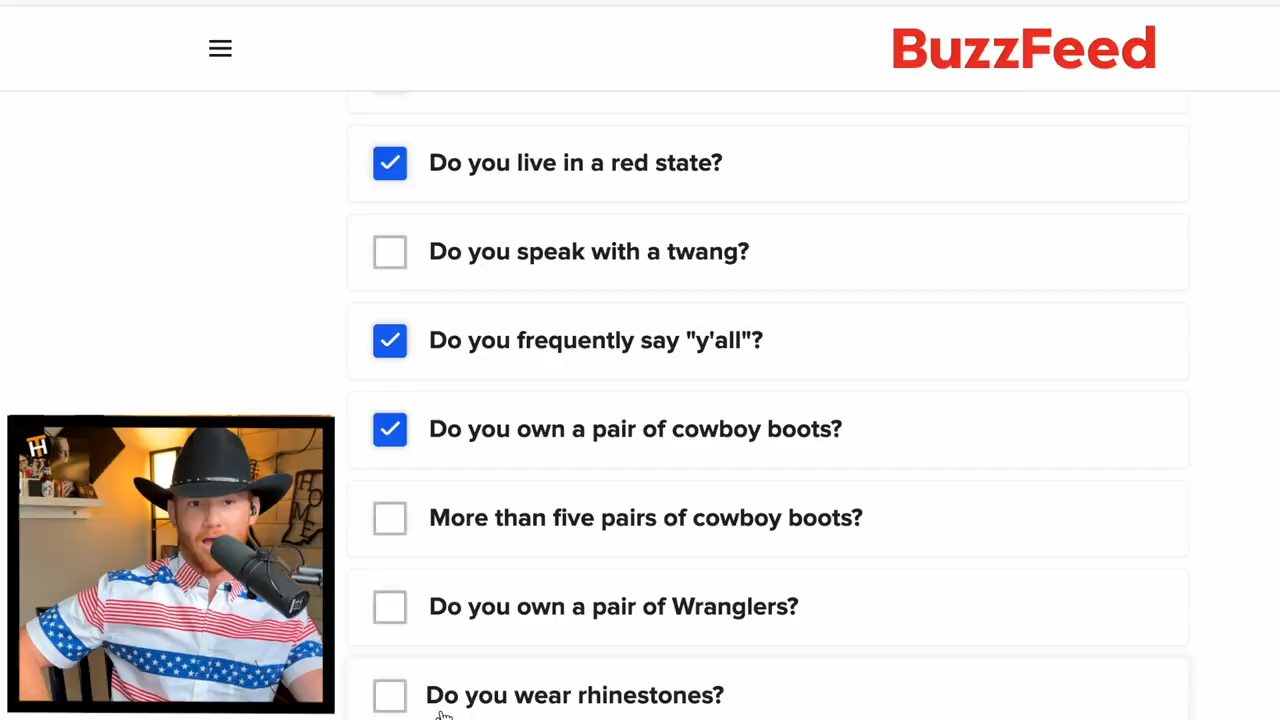 BuzzFeed
Do you live in a red state?
Do you speak with a twang?
Do you frequently say "y'all"?
Do you own a pair of cowboy boots?
More than five pairs of cowboy boots?
Do you own a pair of Wranglers?
Do you wear rhinestones?
HT
HOME